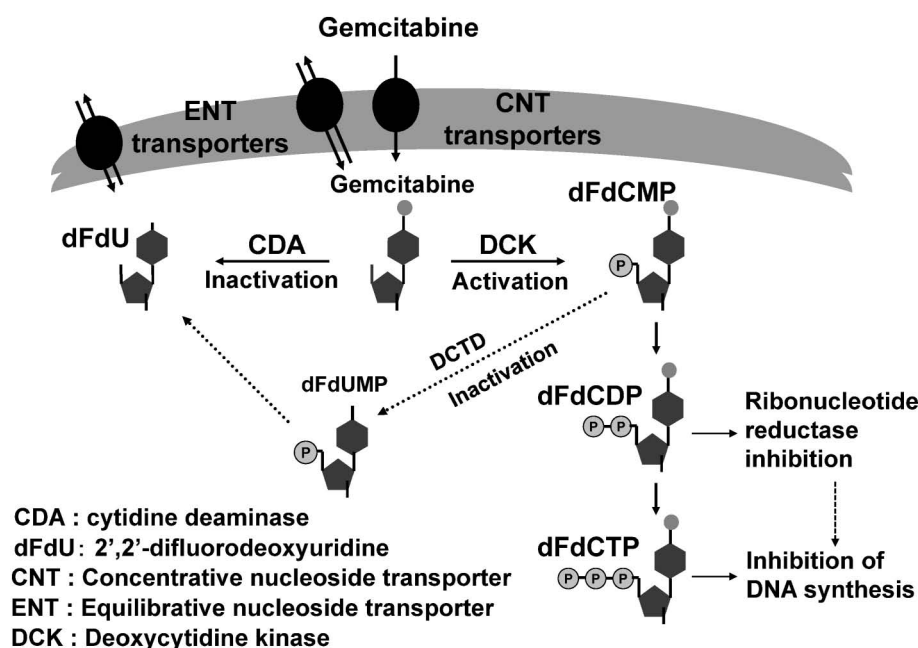 Gemcitabine
ENT
transporters
CNT
transporters
Gemcitabine
dFdCMP
dFdU
CDA
Inactivation
DCK
Activation
P
DCTD
Inactivation
dFdUMP
P
dFdCDP
P P
Ribonucleotide
reductase
inhibition
dFdCTP
P P P
Inhibition of
DNA synthesis
CDA : cytidine deaminase
dFdU : 2’,2’-difluorodeoxyuridine
CNT : Concentrative nucleoside transporter
ENT : Equilibrative nucleoside transporter
DCK : Deoxycytidine kinase